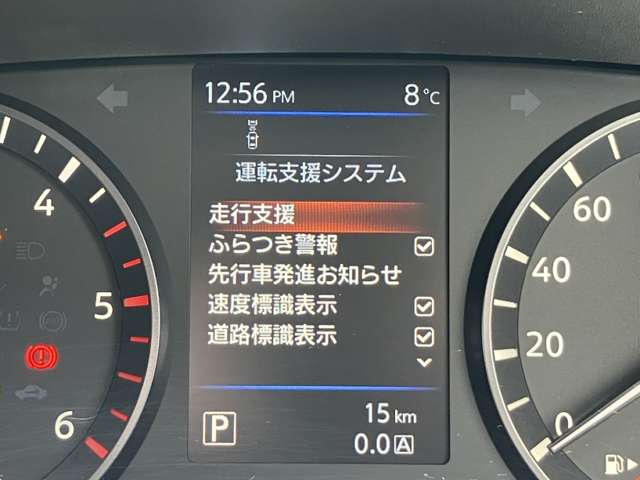 12:56 PM 8°C
運転支援システム
走行支援
ふらつき警報
先行車発進お知らせ
速度標識表示
道路標識表示
P 15 km
0.0 A
4
5
6
60
40
20
0